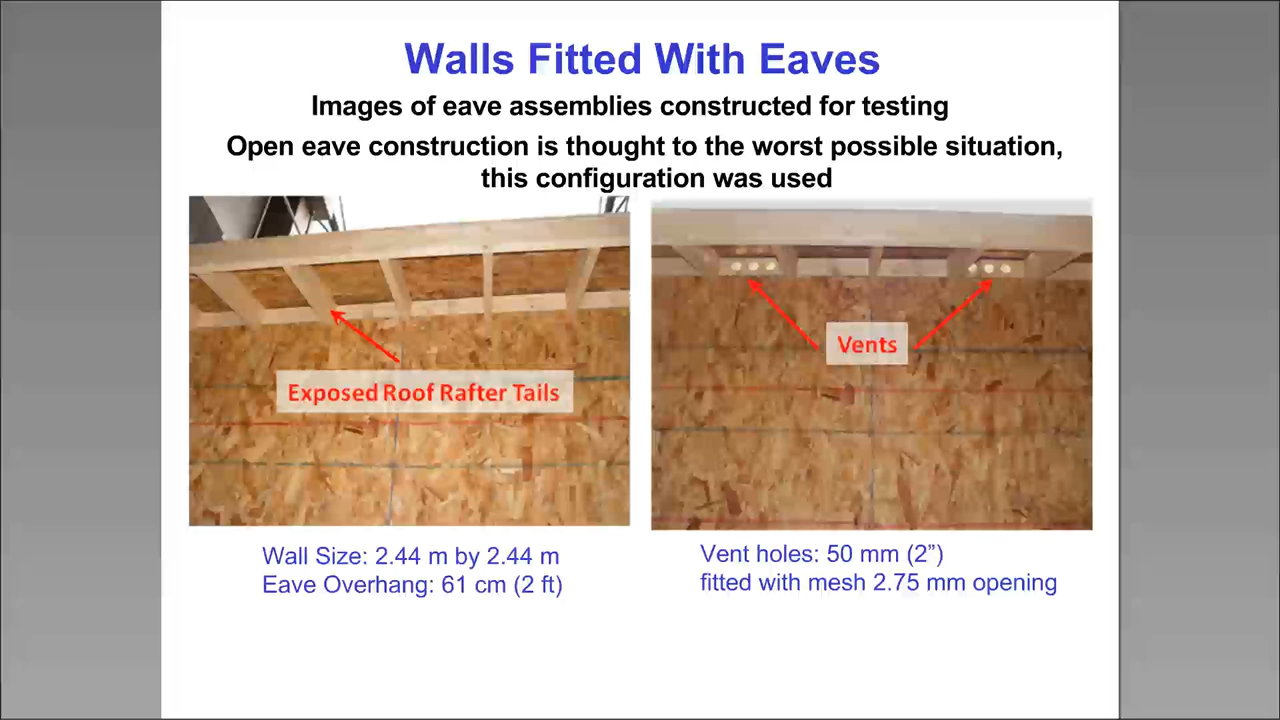 Walls Fitted With Eaves
Images of eave assemblies constructed for testing
Open eave construction is thought to the worst possible situation,
this configuration was used
Exposed Roof Rafter Tails
Vents
Wall Size: 2.44 m by 2.44 m
Eave Overhang: 61 cm (2 ft)
Vent holes: 50 mm (2”)
fitted with mesh 2.75 mm opening